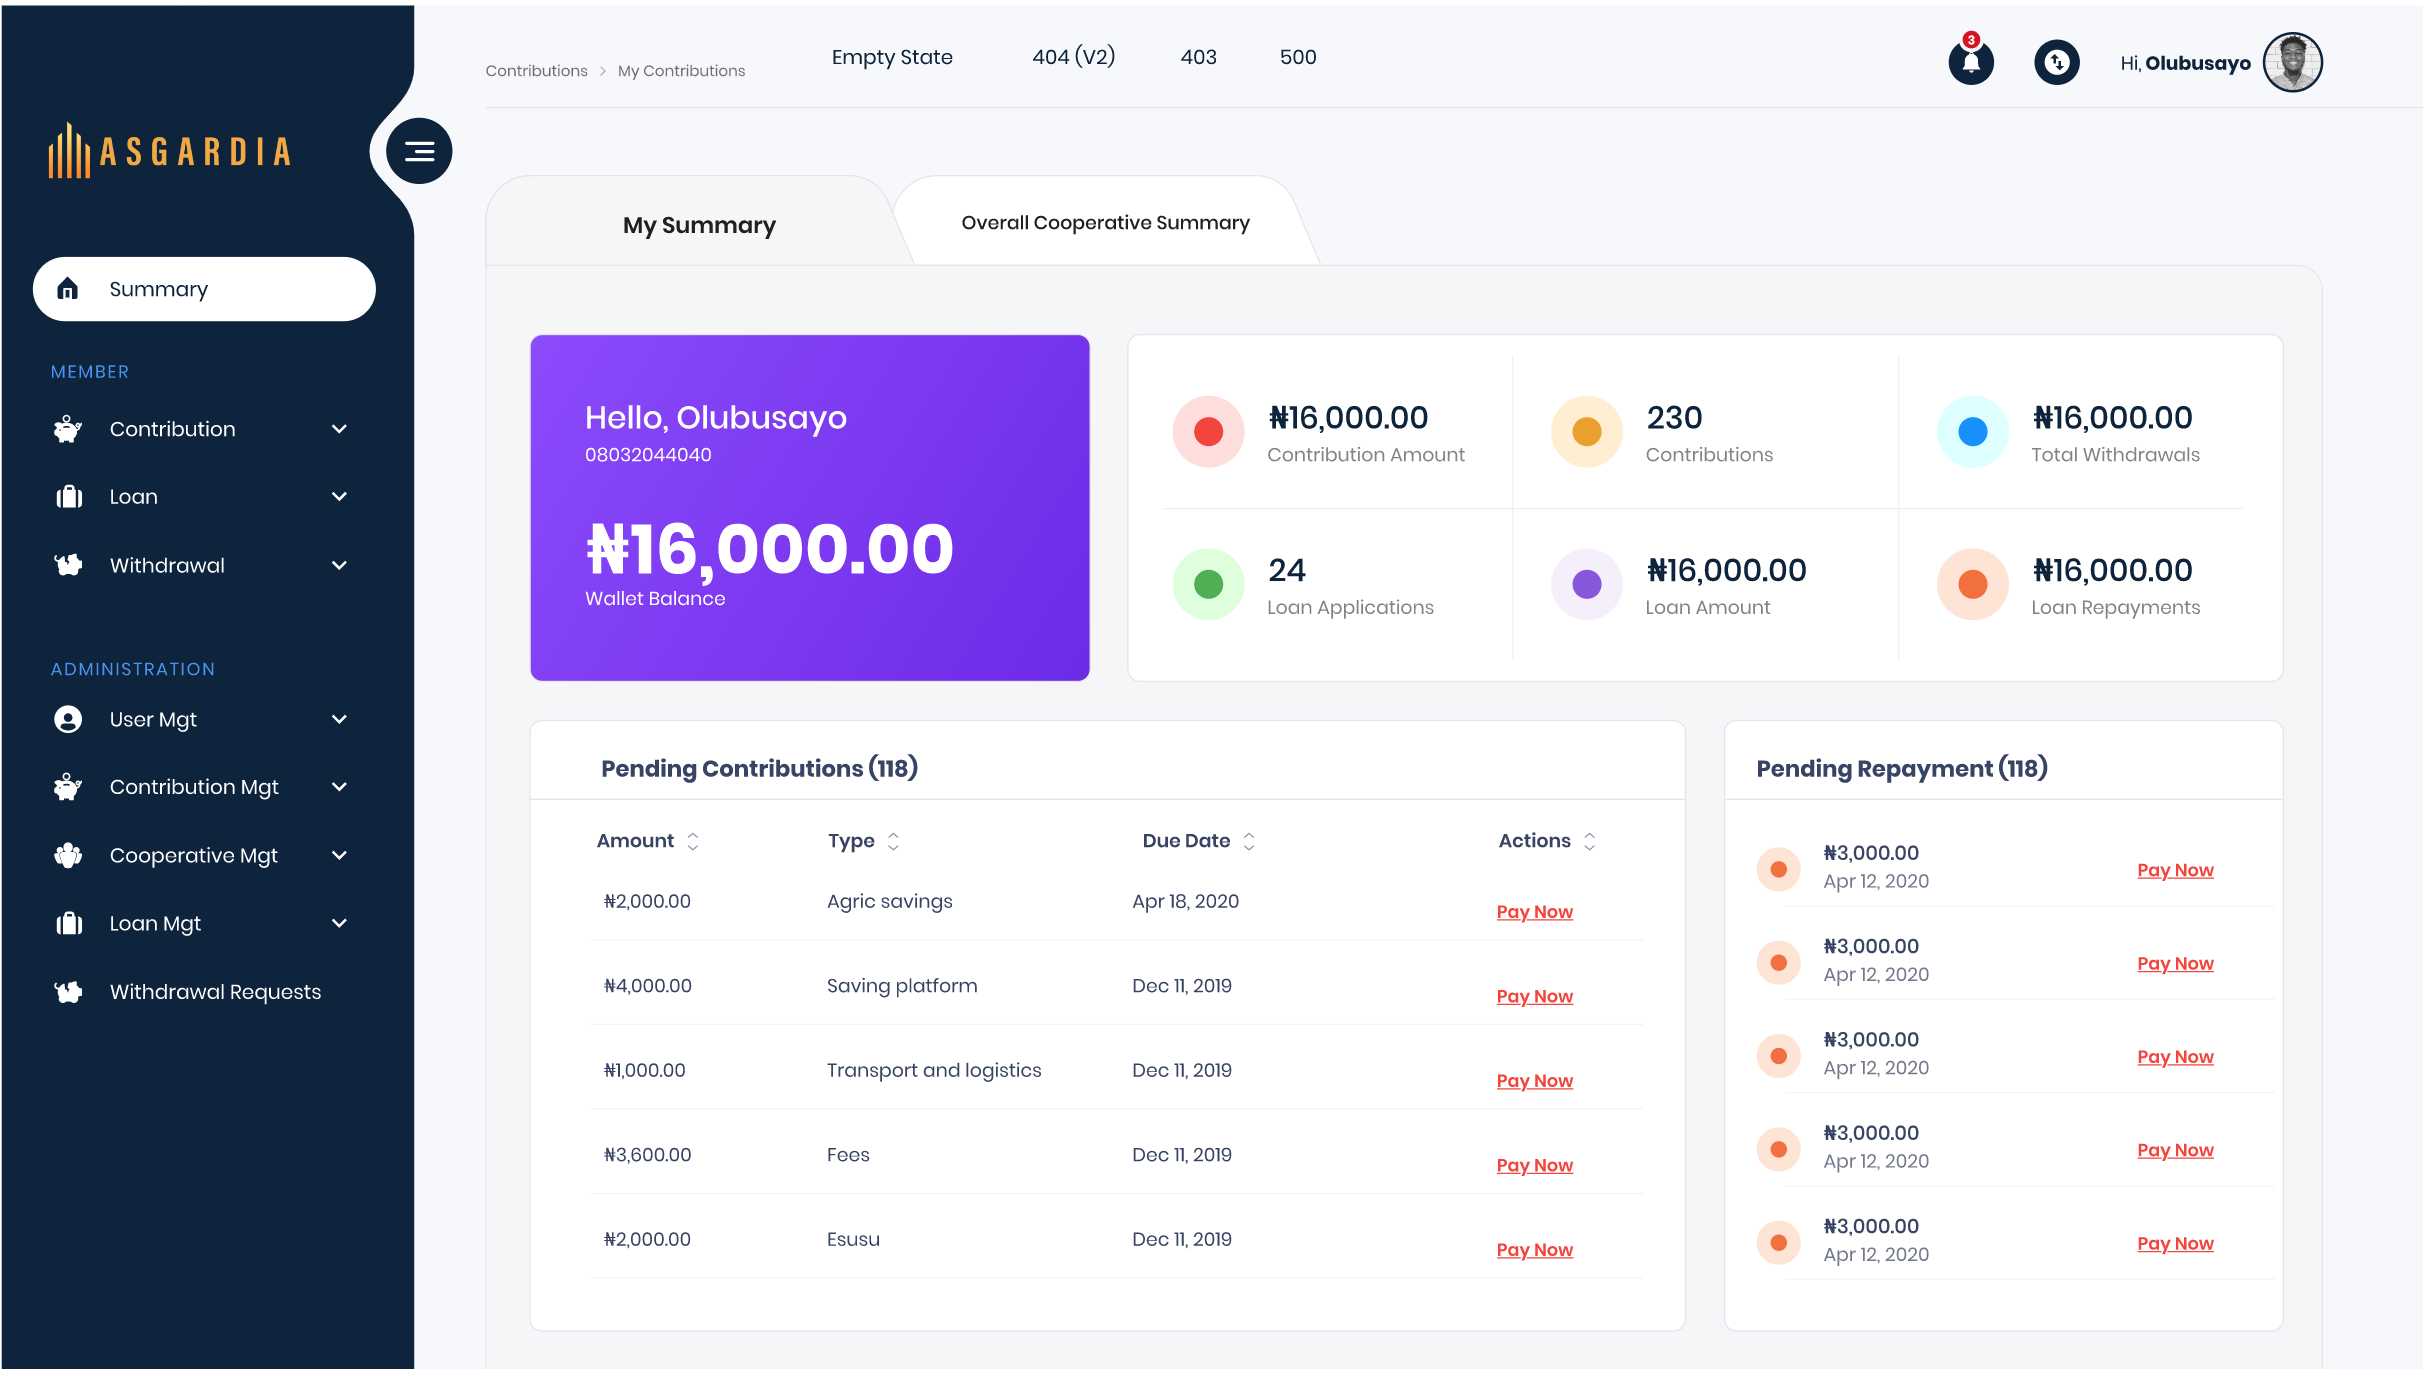 Contributions > My Contributions
Empty State
404 (V2)
403
500
3
Hi, Olubusayo
ASGARDIA
Summary
MEMBER
Contribution
Loan
Withdrawal
ADMINISTRATION
User Mgt
Contribution Mgt
Cooperative Mgt
Loan Mgt
Withdrawal Requests
My Summary
Overall Cooperative Summary
Hello, Olubusayo
08032044040
₦16,000.00
Wallet Balance
₦16,000.00
Contribution Amount
230
Contributions
₦16,000.00
Total Withdrawals
24
Loan Applications
₦16,000.00
Loan Amount
₦16,000.00
Loan Repayments
Pending Contributions (118)
Amount Type Due Date Actions
₦2,000.00 Agric savings Apr 18, 2020 Pay Now
₦4,000.00 Saving platform Dec 11, 2019 Pay Now
₦1,000.00 Transport and logistics Dec 11, 2019 Pay Now
₦3,600.00 Fees Dec 11, 2019 Pay Now
₦2,000.00 Esusu Dec 11, 2019 Pay Now
Pending Repayment (118)
₦3,000.00
Apr 12, 2020
Pay Now
₦3,000.00
Apr 12, 2020
Pay Now
₦3,000.00
Apr 12, 2020
Pay Now
₦3,000.00
Apr 12, 2020
Pay Now
₦3,000.00
Apr 12, 2020
Pay Now